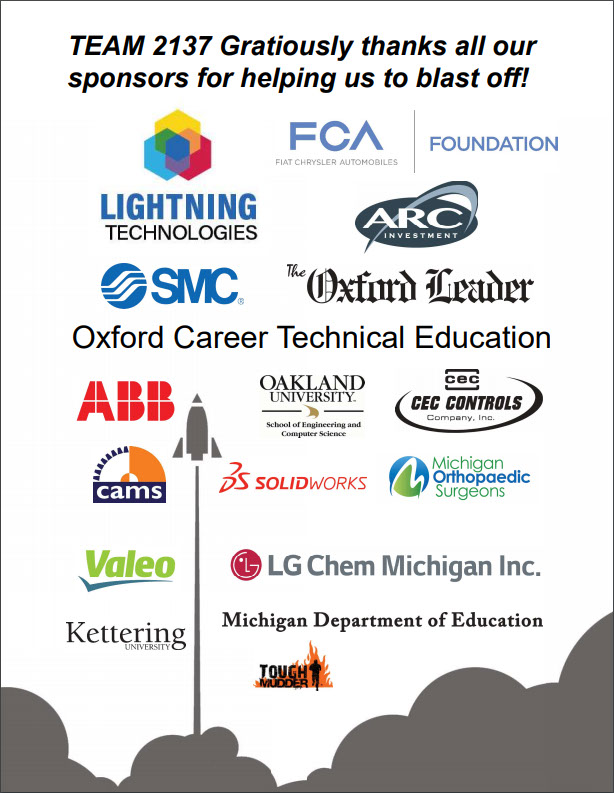 TEAM 2137 Gratiously thanks all our
sponsors for helping us to blast off!
FCA
FIAT CHRYSLER AUTOMOBILES
FOUNDATION
LIGHTNING
TECHNOLOGIES
ARC
INVESTMENT
SMC®
The Oxford Leader
Oxford Career Technical Education
ABB
OAKLAND
UNIVERSITY.
School of Engineering and
Computer Science
CEC
CEC CONTROLS
Company, Inc.
cams
SOLIDWORKS
Michigan
Orthopaedic
Surgeons
Valeo
LG Chem Michigan Inc.
Kettering
UNIVERSITY
Michigan Department of Education
TOUGH
MUDDER